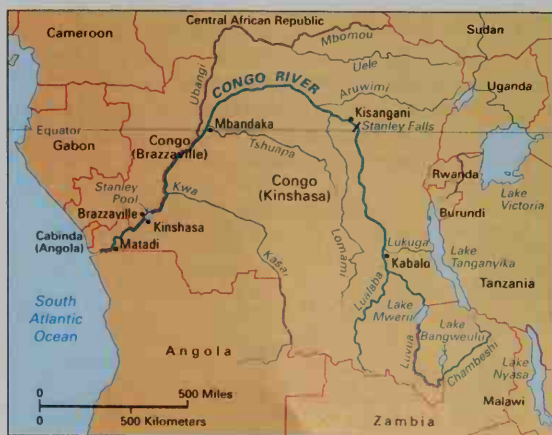 Central African Republic
Cameroon
Sudan
Mbomou
Uele
Ubangi
CONGO RIVER
Aruwimi
Uganda
Kisangani
Stanley Falls
Equator
Mbandaka
Gabon
Congo
(Brazzaville)
Tshuapa
Stanley
Pool
Kwa
Congo
(Kinshasa)
Rwanda
Lake
Victoria
Burundi
Brazzaville
Kinshasa
Cabinda
(Angola)
Matadi
Kasai
Lomami
Lukuga
Kabalo
Lake
Tanganyika
Tanzania
Lualaba
South
Atlantic
Ocean
Angola
Lake
Mweru
Luvua
Lake
Bangweulu
Chambeshi
Lake
Nyasa
Malawi
Zambia
0
500 Miles
0
500 Kilometers